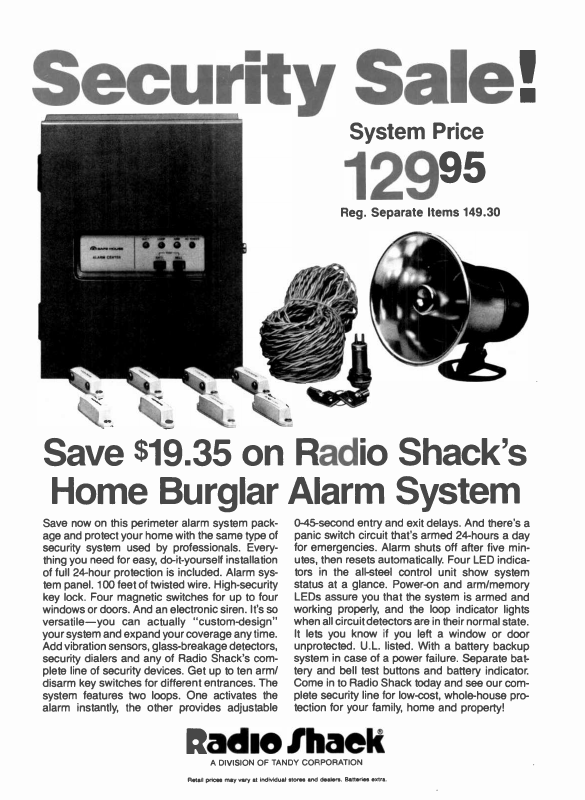 Security Sale!
System Price
129 95
Reg. Separate Items 149.30
SAFE HOUSE
ALARM CENTER
Save $19.35 on Radio Shack's
Home Burglar Alarm System
Save now on this perimeter alarm system pack-
age and protect your home with the same type of
security system used by professionals. Every-
thing you need for easy, do-it-yourself installation
of full 24-hour protection is included. Alarm sys-
tem panel. 100 feet of twisted wire. High-security
key lock. Four magnetic switches for up to four
windows or doors. And an electronic siren. It's so
versatile—you can actually "custom-design"
your system and expand your coverage any time.
Add vibration sensors, glass-breakage detectors,
security dialers and any of Radio Shack's com-
plete line of security devices. Get up to ten arm/
disarm key switches for different entrances. The
system features two loops. One activates the
alarm instantly, the other provides adjustable
0-45-second entry and exit delays. And there's a
panic switch circuit that's armed 24-hours a day
for emergencies. Alarm shuts off after five min-
utes, then resets automatically. Four LED indica-
tors in the all-steel control unit show system
status at a glance. Power-on and arm/memory
LEDs assure you that the system is armed and
working properly, and the loop indicator lights
when all circuit detectors are in their normal state.
It lets you know if you left a window or door
unprotected. U.L. listed. With a battery backup
system in case of a power failure. Separate bat-
tery and bell test buttons and battery indicator.
Come in to Radio Shack today and see our com-
plete security line for low-cost, whole-house pro-
tection for your family, home and property!
Radio Shack®
A DIVISION OF TANDY CORPORATION
Retail prices may vary at individual stores and dealers. Batteries extra.